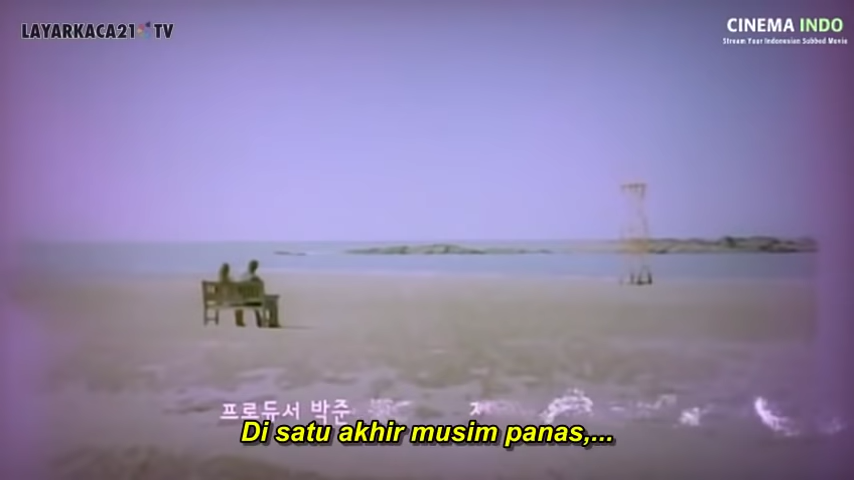 LAYARKACA21 TV
CINEMA INDO
Stream Your Indonesian Subbed Movie
프로듀서 박준
Di satu akhir musim panas,...